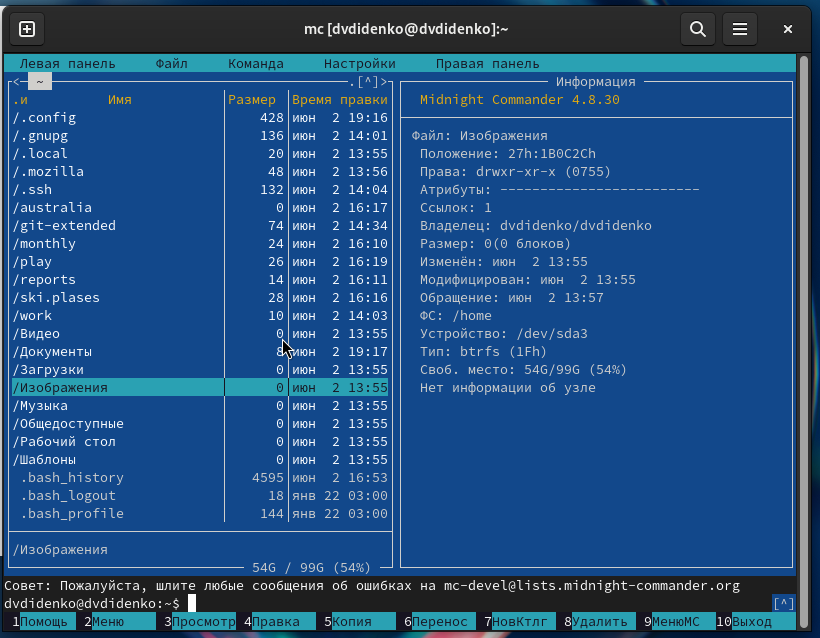 mc [dvdidenko@dvdidenko]:~
Левая панель Файл Команда Настройки Правая панель
<— ~ .[^]>
.и Имя Размер Время правки
/.config 428 июн 2 19:16
/.gnupg 136 июн 2 14:01
/.local 20 июн 2 13:55
/.mozilla 48 июн 2 13:56
/.ssh 132 июн 2 14:04
/australia 0 июн 2 16:17
/git-extended 74 июн 2 14:34
/monthly 24 июн 2 16:10
/play 26 июн 2 16:19
/reports 14 июн 2 16:11
/ski.plases 28 июн 2 16:16
/work 10 июн 2 14:03
/Видео 0 июн 2 13:55
/Документы 8 июн 2 19:17
/Загрузки 0 июн 2 13:55
/Изображения 0 июн 2 13:55
/Музыка 0 июн 2 13:55
/Общедоступные 0 июн 2 13:55
/Рабочий стол 0 июн 2 13:55
/Шаблоны 0 июн 2 13:55
.bash_history 4595 июн 2 16:53
.bash_logout 18 янв 22 03:00
.bash_profile 144 янв 22 03:00
/Изображения
54G / 99G (54%)
Информация
Midnight Commander 4.8.30
Файл: Изображения
Положение: 27h:1B0C2Ch
Права: drwxr-xr-x (0755)
Атрибуты: -------------------------
Ссылок: 1
Владелец: dvdidenko/dvdidenko
Размер: 0(0 блоков)
Изменён: июн 2 13:55
Модифицирован: июн 2 13:55
Обращение: июн 2 13:57
ФС: /home
Устройство: /dev/sda3
Тип: btrfs (1Fh)
Своб. место: 54G/99G (54%)
Нет информации об узле
Совет: Пожалуйста, шлите любые сообщения об ошибках на mc-devel@lists.midnight-commander.org
dvdidenko@dvdidenko:~$ [^]
1Помощь 2Меню 3Просмотр 4Правка 5Копия 6Перенос 7НовКтлг 8Удалить 9МенюMC 10Выход